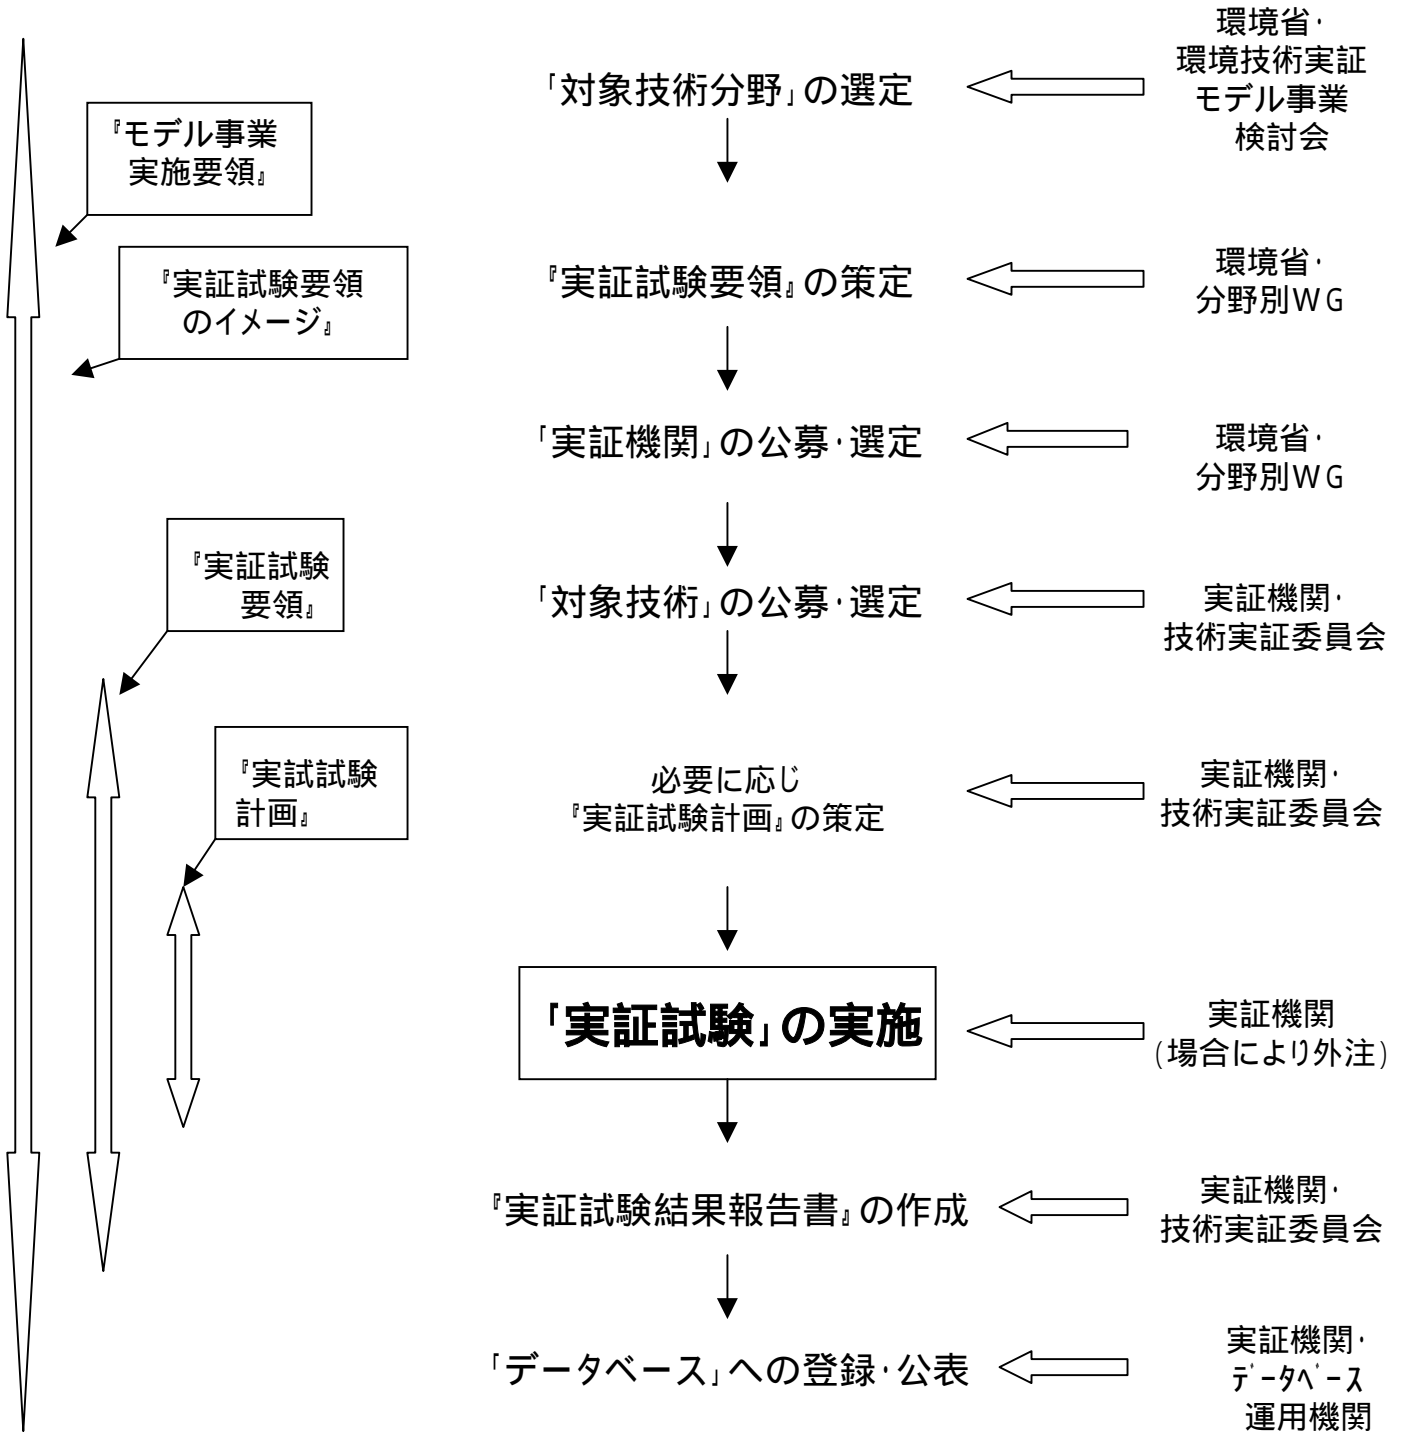 環境省・
環境技術実証
モデル事業
検討会
「対象技術分野」の選定
『モデル事業
実施要領』
『実証試験要領
のイメージ』
『実証試験要領』の策定
環境省・
分野別WG
「実証機関」の公募・選定
環境省・
分野別WG
『実証試験
要領』
「対象技術」の公募・選定
実証機関・
技術実証委員会
『実試試験
計画』
必要に応じ
『実証試験計画』の策定
実証機関・
技術実証委員会
「実証試験」の実施
実証機関
(場合により外注)
『実証試験結果報告書』の作成
実証機関・
技術実証委員会
「データベース」への登録・公表
実証機関・
データベース
運用機関